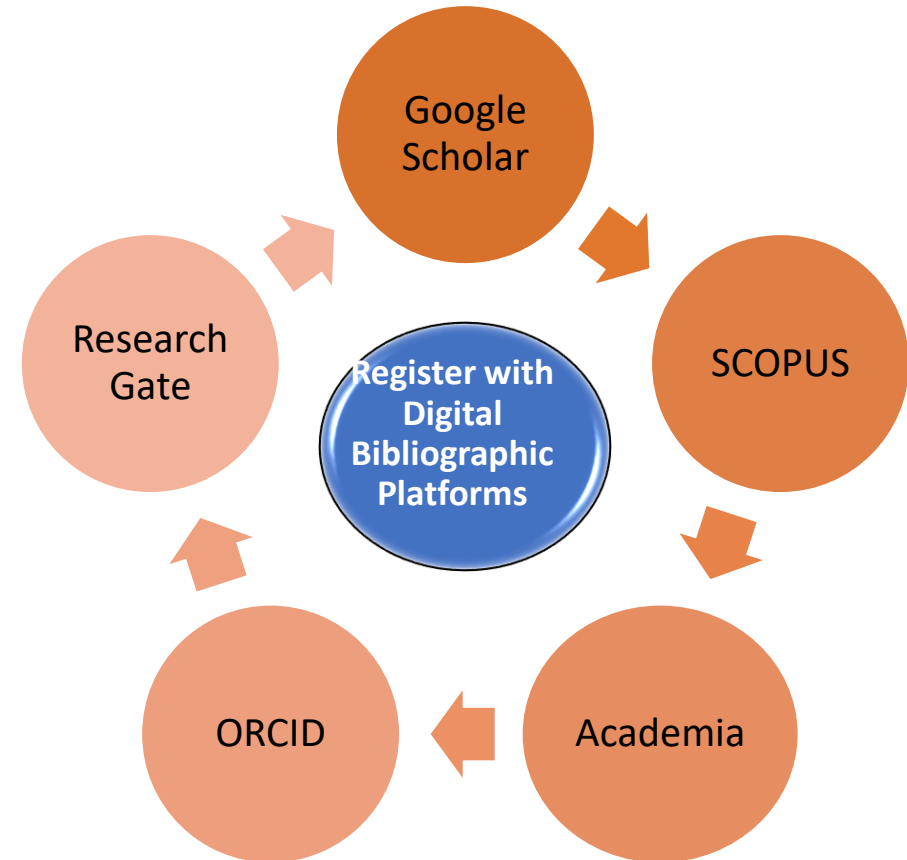 Google
Scholar
SCOPUS
Academia
ORCID
Research
Gate
Register with
Digital
Bibliographic
Platforms